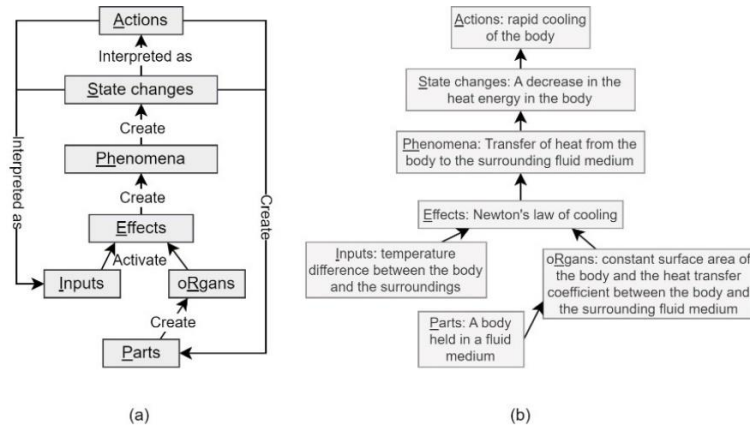 Actions
Interpreted as
State changes
Create
Phenomena
Create
Effects
Activate
Inputs
oRgans
Create
Parts
Interpreted as
Create
(a)
Actions: rapid cooling
of the body
State changes: A decrease in the
heat energy in the body
Phenomena: Transfer of heat from the
body to the surrounding fluid medium
Effects: Newton's law of cooling
Inputs: temperature
difference between the body
and the surroundings
oRgans: constant surface area of
the body and the heat transfer
coefficient between the body and
the surrounding fluid medium
Parts: A body
held in a fluid
medium
(b)